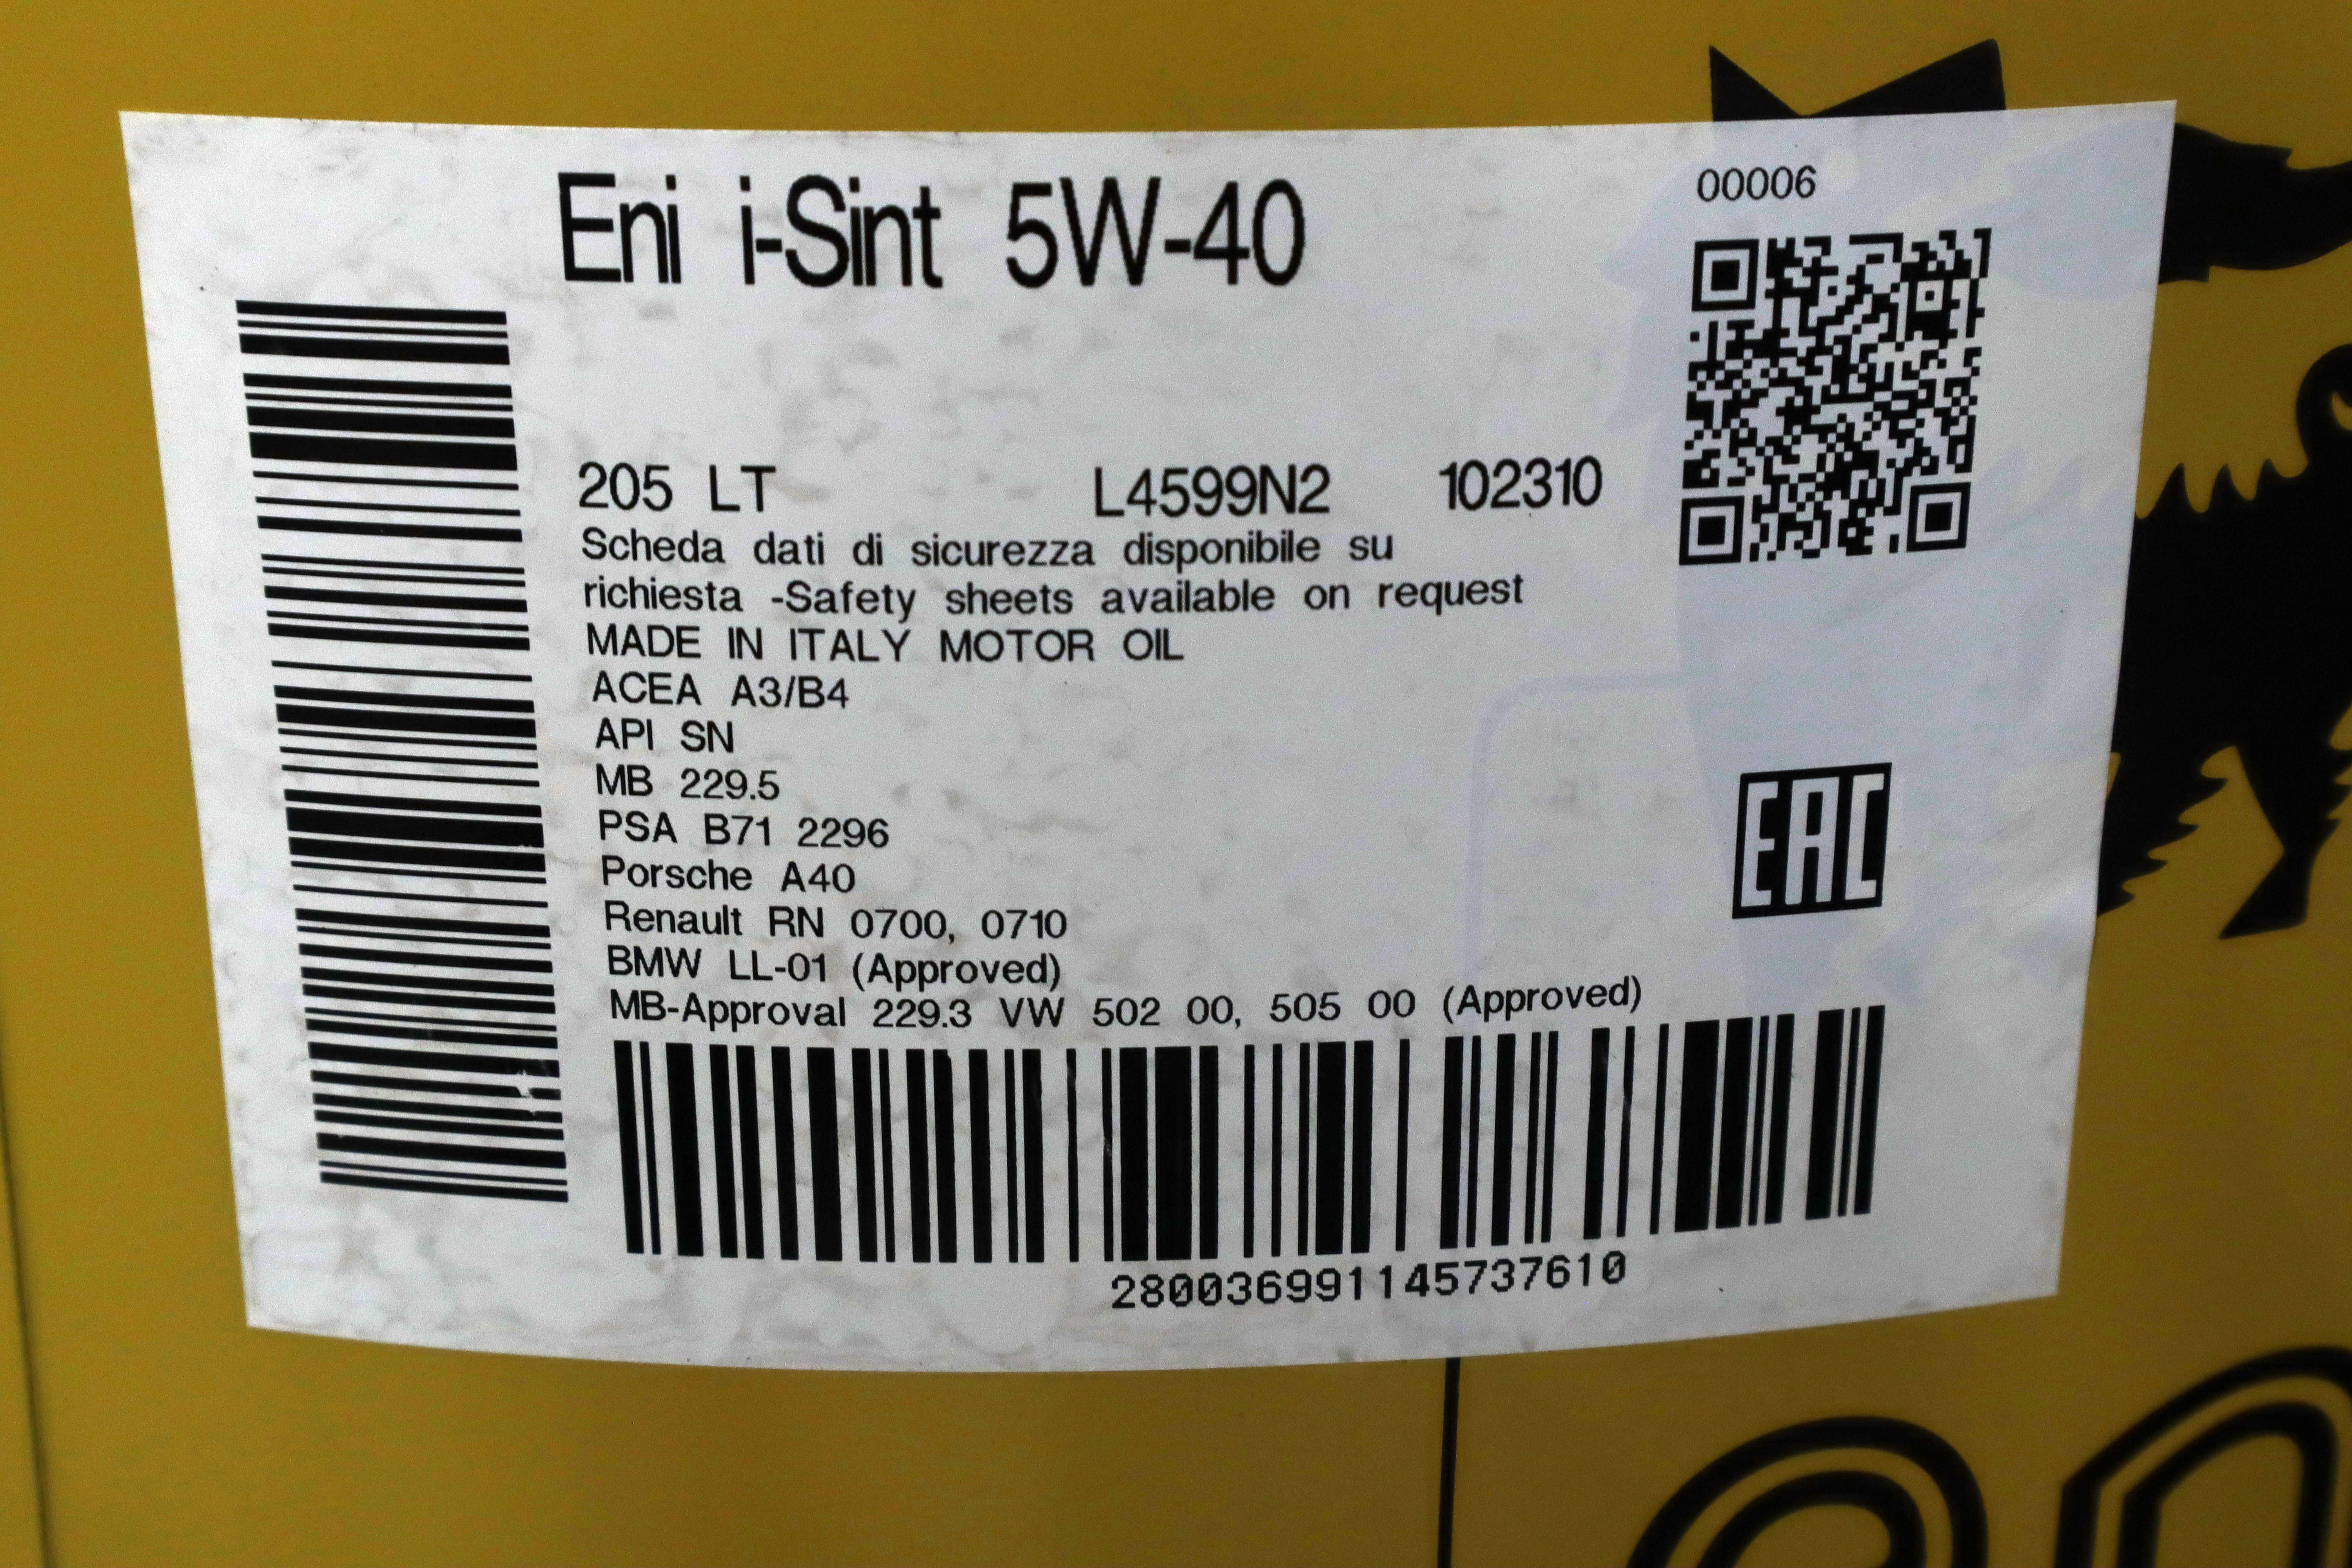 Eni i-Sint 5W-40
00006
205 LT L4599N2 102310
Scheda dati di sicurezza disponibile su
richiesta -Safety sheets available on request
MADE IN ITALY MOTOR OIL
ACEA A3/B4
API SN
MB 229.5
PSA B71 2296
Porsche A40
Renault RN 0700, 0710
BMW LL-01 (Approved)
MB-Approval 229.3 VW 502 00, 505 00 (Approved)
EAC
280036991145737610
en